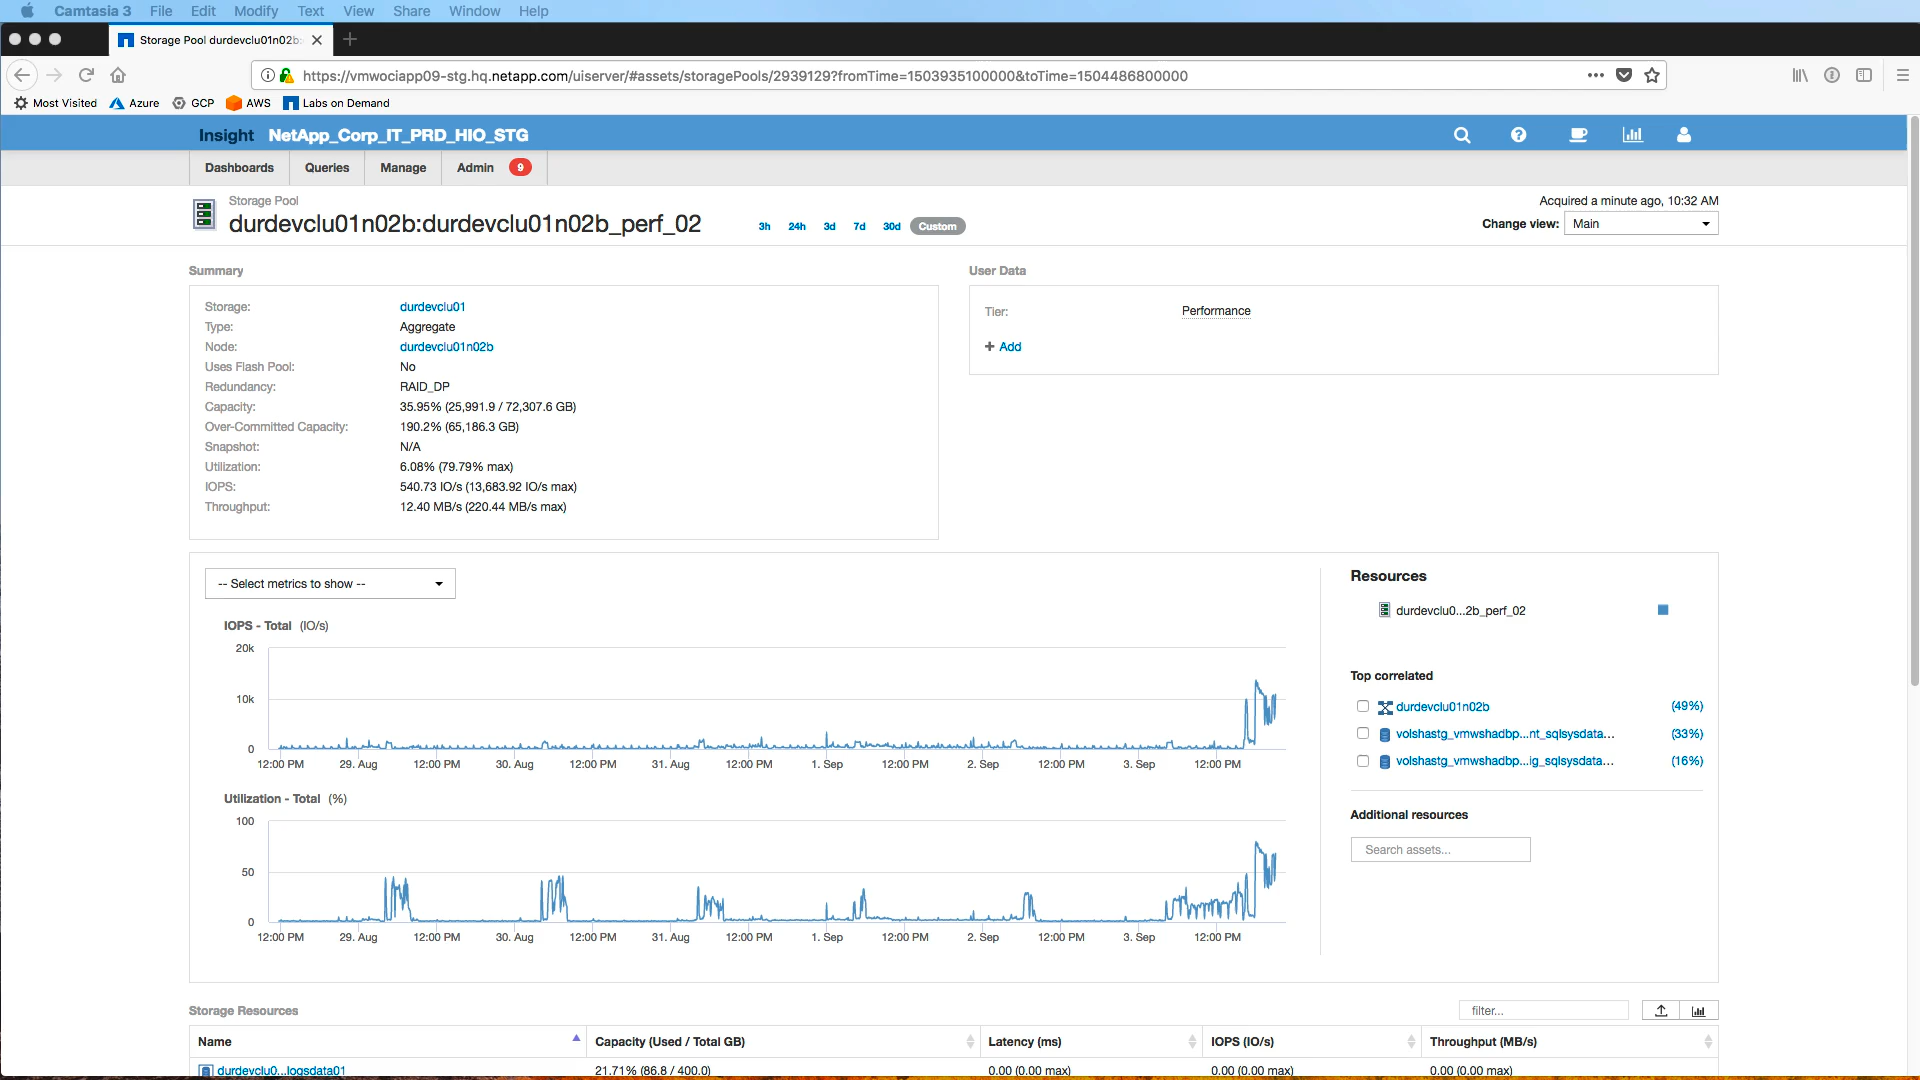 Camtasia 3 File Edit Modify Text View Share Window Help
Storage Pool durdevclu01n02b:
https://vmwociapp09-stg.hq.netapp.com/uiserver/#assets/storagePools/2939129?fromTime=1503935100000&toTime=1504486800000
Most Visited Azure GCP AWS Labs on Demand
Insight NetApp_Corp_IT_PRD_HIO_STG
Dashboards Queries Manage Admin 9
Storage Pool
durdevclu01n02b:durdevclu01n02b_perf_02
3h 24h 3d 7d 30d Custom
Acquired a minute ago, 10:32 AM
Change view: Main
Summary
Storage: durdevclu01
Type: Aggregate
Node: durdevclu01n02b
Uses Flash Pool: No
Redundancy: RAID_DP
Capacity: 35.95% (25,991.9 / 72,307.6 GB)
Over-Committed Capacity: 190.2% (65,186.3 GB)
Snapshot: N/A
Utilization: 6.08% (79.79% max)
IOPS: 540.73 IO/s (13,683.92 IO/s max)
Throughput: 12.40 MB/s (220.44 MB/s max)
User Data
Tier: Performance
+ Add
-- Select metrics to show --
IOPS - Total (IO/s)
20k
10k
0
12:00 PM 29. Aug 12:00 PM 30. Aug 12:00 PM 31. Aug 12:00 PM 1. Sep 12:00 PM 2. Sep 12:00 PM 3. Sep 12:00 PM
Utilization - Total (%)
100
50
0
12:00 PM 29. Aug 12:00 PM 30. Aug 12:00 PM 31. Aug 12:00 PM 1. Sep 12:00 PM 2. Sep 12:00 PM 3. Sep 12:00 PM
Resources
durdevclu0...2b_perf_02
Top correlated
durdevclu01n02b (49%)
volshastg_vmwshadbp...nt_sqlsysdata... (33%)
volshastg_vmwshadbp...ig_sqlsysdata... (16%)
Additional resources
Search assets...
Storage Resources
filter...
Name Capacity (Used / Total GB) Latency (ms) IOPS (IO/s) Throughput (MB/s)
durdevclu0...logsdata01 21.71% (86.8 / 400.0) 0.00 (0.00 max) 0.00 (0.00 max) 0.00 (0.00 max)